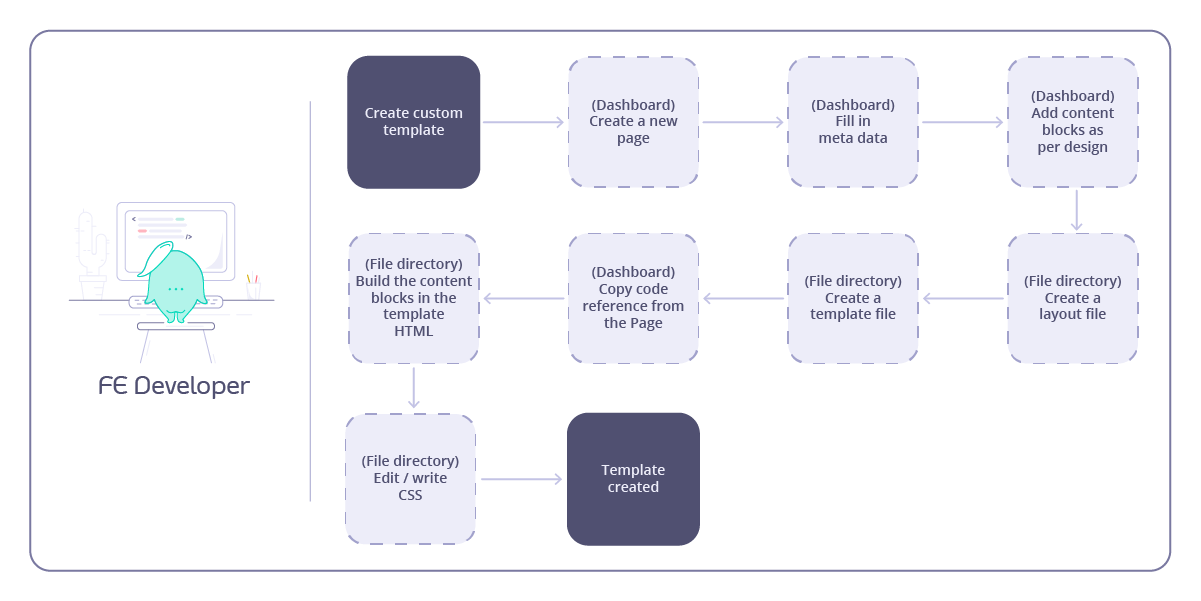 Create custom
template
(Dashboard)
Create a new
page
(Dashboard)
Fill in
meta data
(Dashboard)
Add content
blocks as
per design
(File directory)
Create a
layout file
(File directory)
Create a
template file
(Dashboard)
Copy code
reference from
the Page
(File directory)
Build the content
blocks in the
template
HTML
(File directory)
Edit / write
CSS
Template
created
<
/>
FE Developer